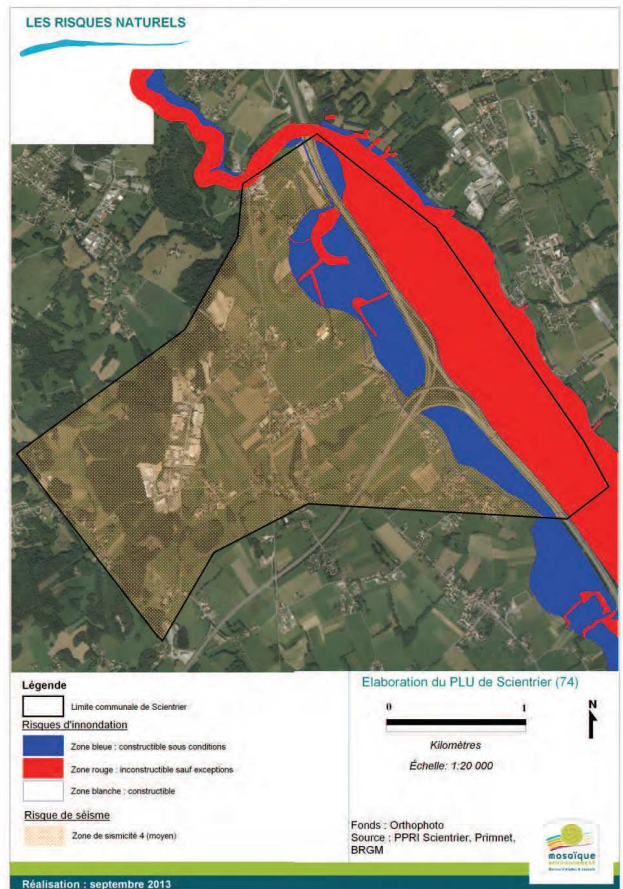 LES RISQUES NATURELS
Légende
Limite communale de Scientrier
Risques d'innondation
Zone bleue : constructible sous conditions
Zone rouge : inconstructible sauf exceptions
Zone blanche : constructible
Risque de séisme
Zone de sismicité 4 (moyen)
Elaboration du PLU de Scientrier (74)
0 1
N
Kilomètres
Échelle: 1:20 000
Fonds : Orthophoto
Source : PPRI Scientrier, Primnet,
BRGM
mosaïque
environnement
Réalisation : septembre 2013